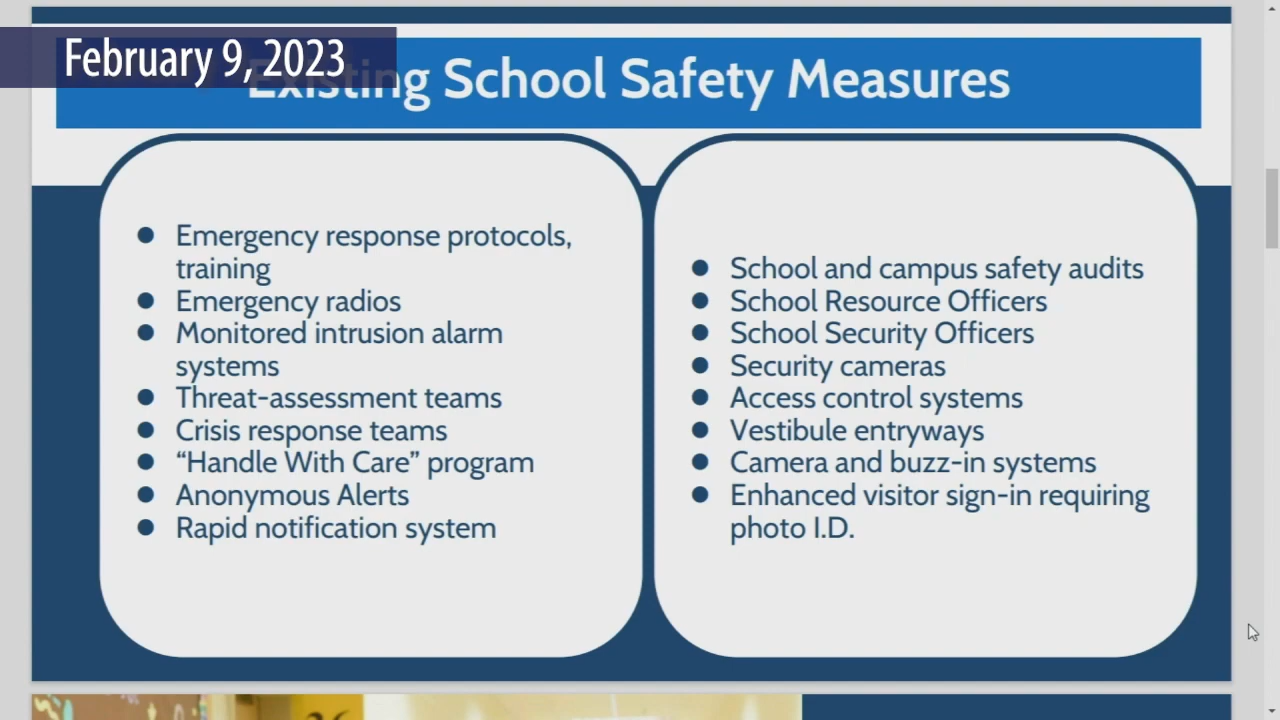 February 9, 2023
Existing School Safety Measures
● Emergency response protocols,
training
● Emergency radios
● Monitored intrusion alarm
systems
● Threat-assessment teams
● Crisis response teams
● “Handle With Care” program
● Anonymous Alerts
● Rapid notification system
● School and campus safety audits
● School Resource Officers
● School Security Officers
● Security cameras
● Access control systems
● Vestibule entryways
● Camera and buzz-in systems
● Enhanced visitor sign-in requiring
photo I.D.